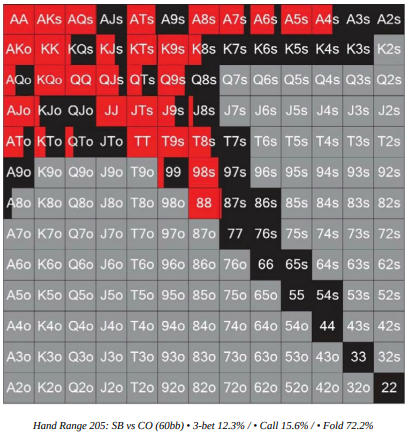 AA AKs AQs AJs ATs A9s A8s A7s A6s A5s A4s A3s A2s
AKo KK KQs KJs KTs K9s K8s K7s K6s K5s K4s K3s K2s
AQo KQo QQ QJs QTs Q9s Q8s Q7s Q6s Q5s Q4s Q3s Q2s
AJo KJo QJo JJ JTs J9s J8s J7s J6s J5s J4s J3s J2s
ATo KTo QTo JTo TT T9s T8s T7s T6s T5s T4s T3s T2s
A9o K9o Q9o J9o T9o 99 98s 97s 96s 95s 94s 93s 92s
A8o K8o Q8o J8o T8o 98o 88 87s 86s 85s 84s 83s 82s
A7o K7o Q7o J7o T7o 97o 87o 77 76s 75s 74s 73s 72s
A6o K6o Q6o J6o T6o 96o 86o 76o 66 65s 64s 63s 62s
A5o K5o Q5o J5o T5o 95o 85o 75o 65o 55 54s 53s 52s
A4o K4o Q4o J4o T4o 94o 84o 74o 64o 54o 44 43s 42s
A3o K3o Q3o J3o T3o 93o 83o 73o 63o 53o 43o 33 32s
A2o K2o Q2o J2o T2o 92o 82o 72o 62o 52o 42o 32o 22
Hand Range 205: SB vs CO (60bb) • 3-bet 12.3% / • Call 15.6% / • Fold 72.2%